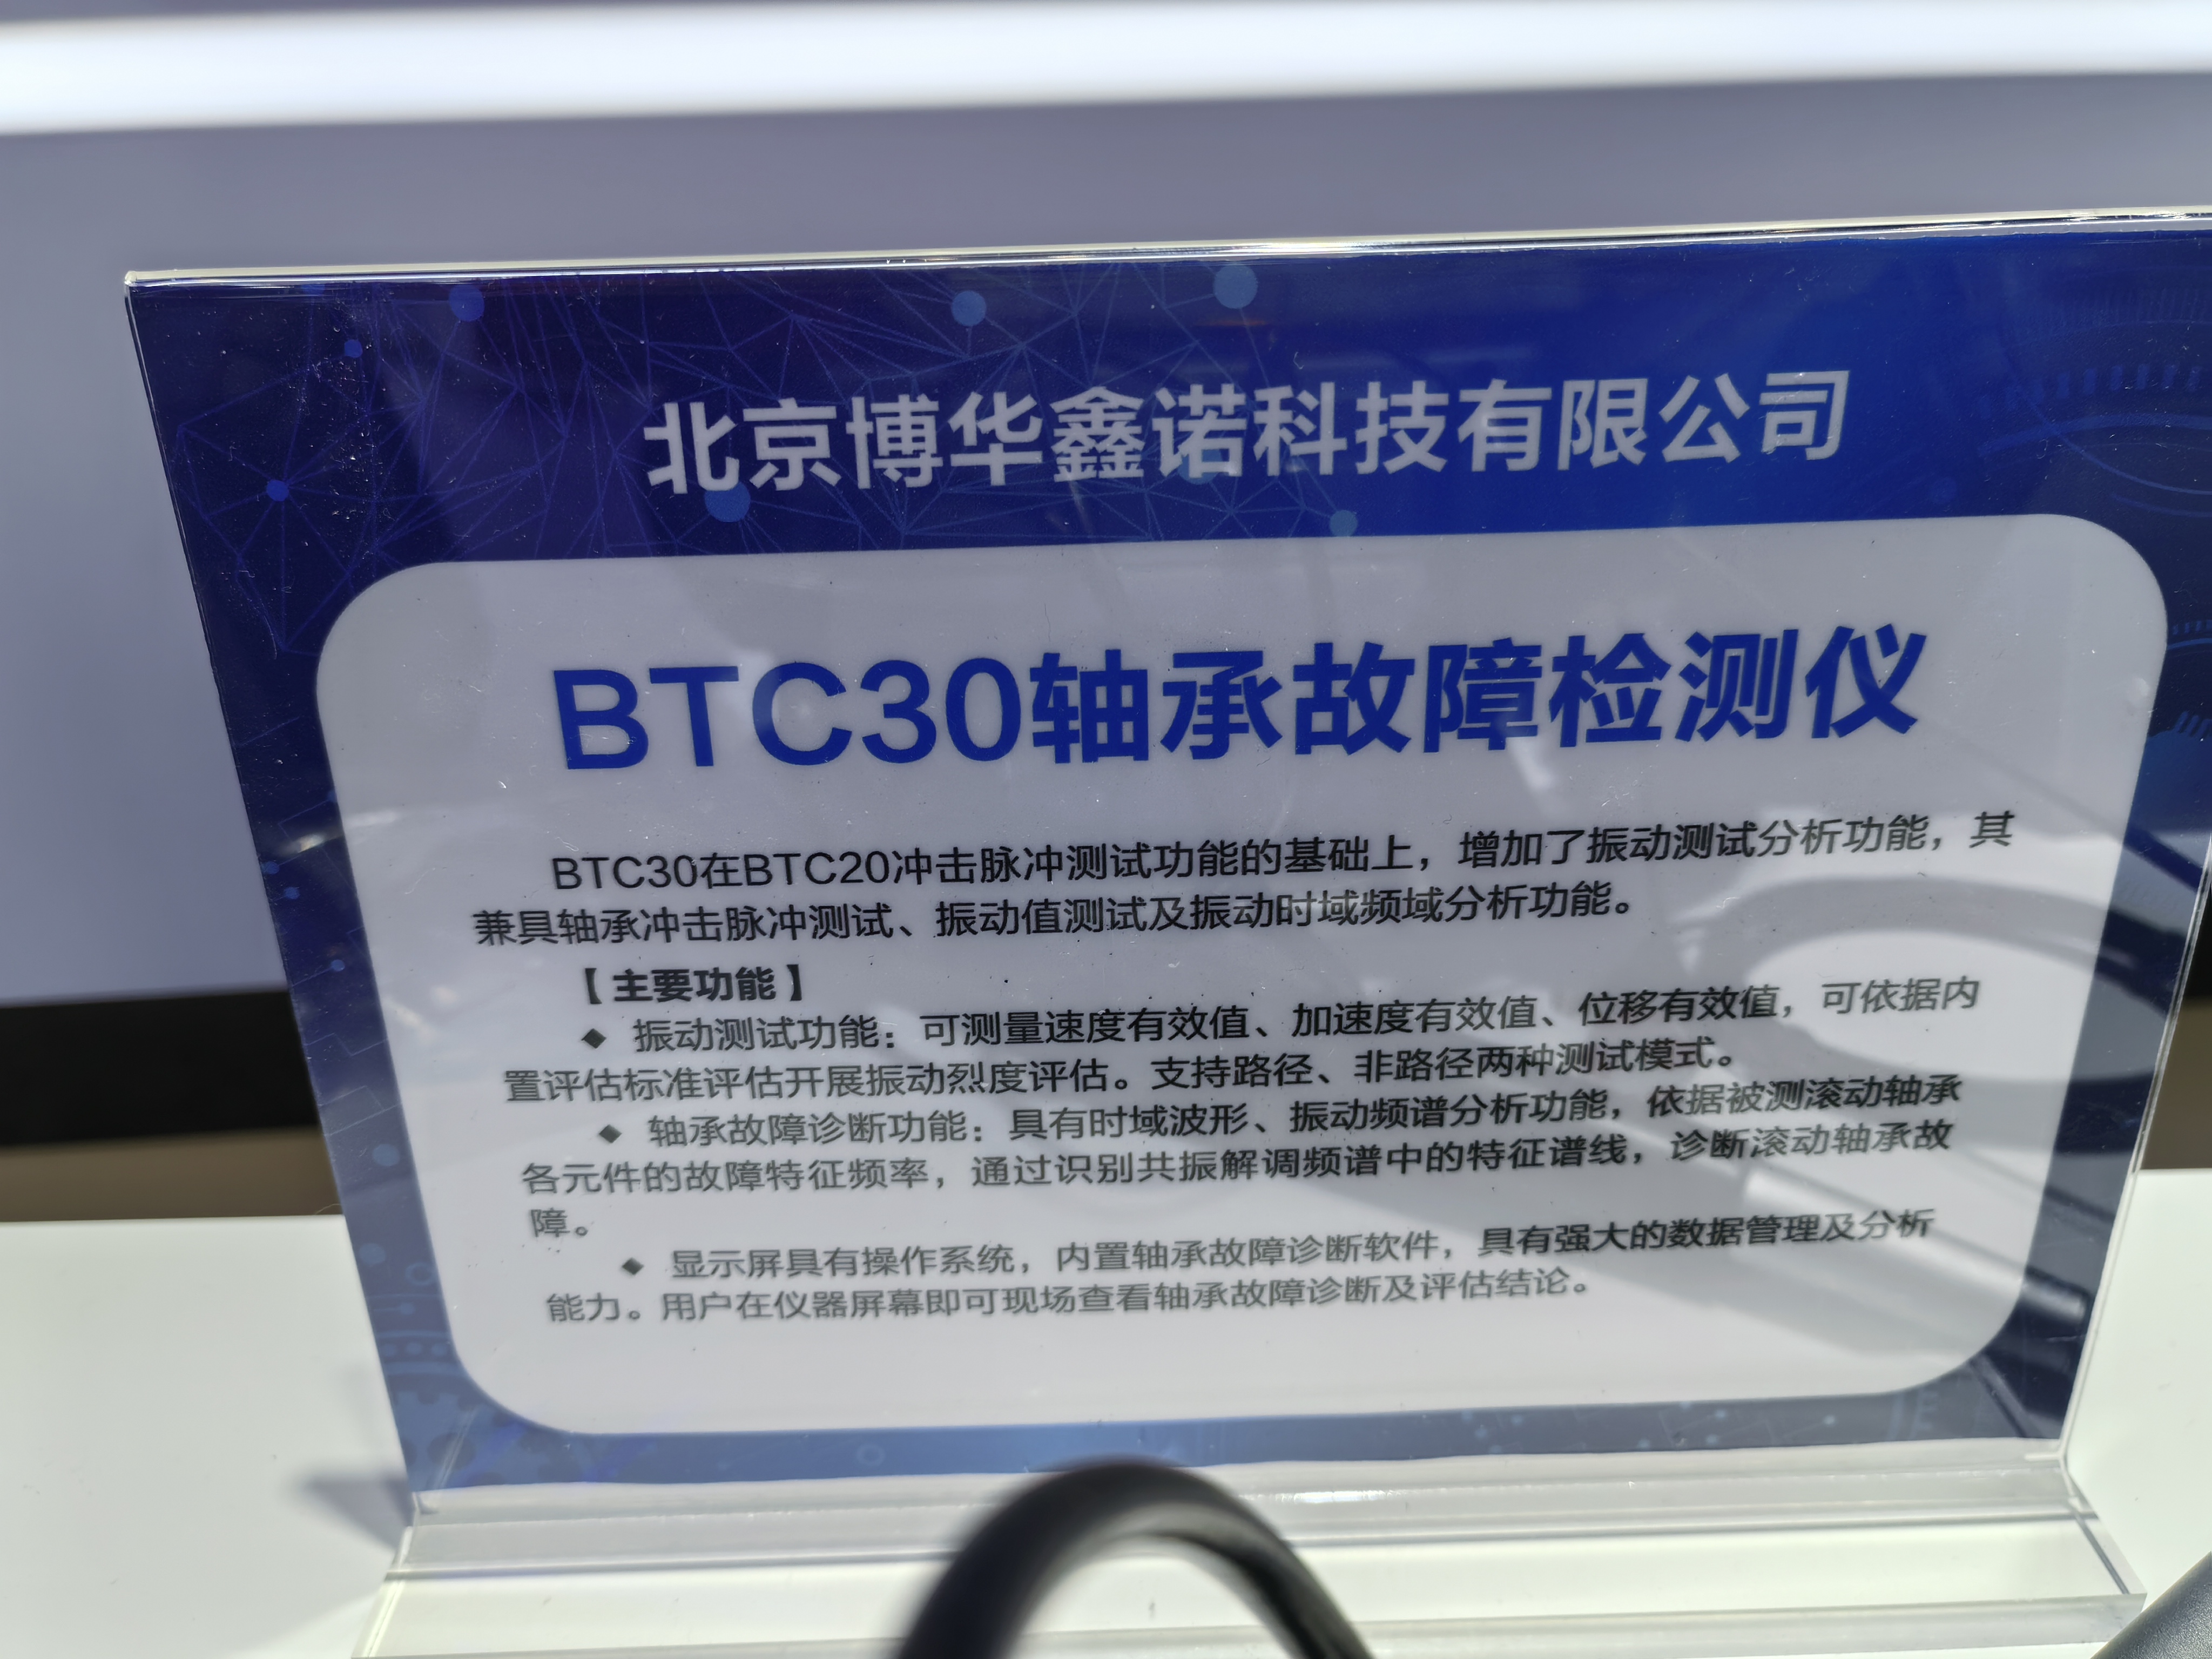 北京博华鑫诺科技有限公司
BTC30轴承故障检测仪
BTC30在BTC20冲击脉冲测试功能的基础上，增加了振动测试分析功能，其
兼具轴承冲击脉冲测试、振动值测试及振动时域频域分析功能。
【主要功能】
◆ 振动测试功能：可测量速度有效值、加速度有效值、位移有效值，可依据内
置评估标准评估开展振动烈度评估。支持路径、非路径两种测试模式。
◆ 轴承故障诊断功能：具有时域波形、振动频谱分析功能，依据被测滚动轴承
各元件的故障特征频率，通过识别共振解调频谱中的特征谱线，诊断滚动轴承故
障。
◆ 显示屏具有操作系统，内置轴承故障诊断软件，具有强大的数据管理及分析
能力。用户在仪器屏幕即可现场查看轴承故障诊断及评估结论。